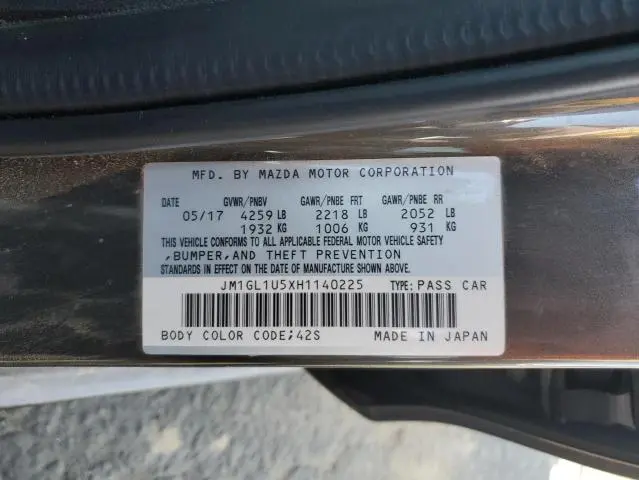 MFD. BY MAZDA MOTOR CORPORATION
DATE GVWR/PNBV GAWR/PNBE FRT GAWR/PNBE RR
05/17 4259 LB 2218 LB 2052 LB
1932 KG 1006 KG 931 KG
THIS VEHICLE CONFORMS TO ALL APPLICABLE FEDERAL MOTOR VEHICLE SAFETY
,BUMPER,AND THEFT PREVENTION
STANDARDS IN EFFECT ON THE DATE OF MANUFACTURE SHOWN ABOVE.
JM1GL1U5XH1140225 TYPE: PASS CAR
BODY COLOR CODE;42S MADE IN JAPAN